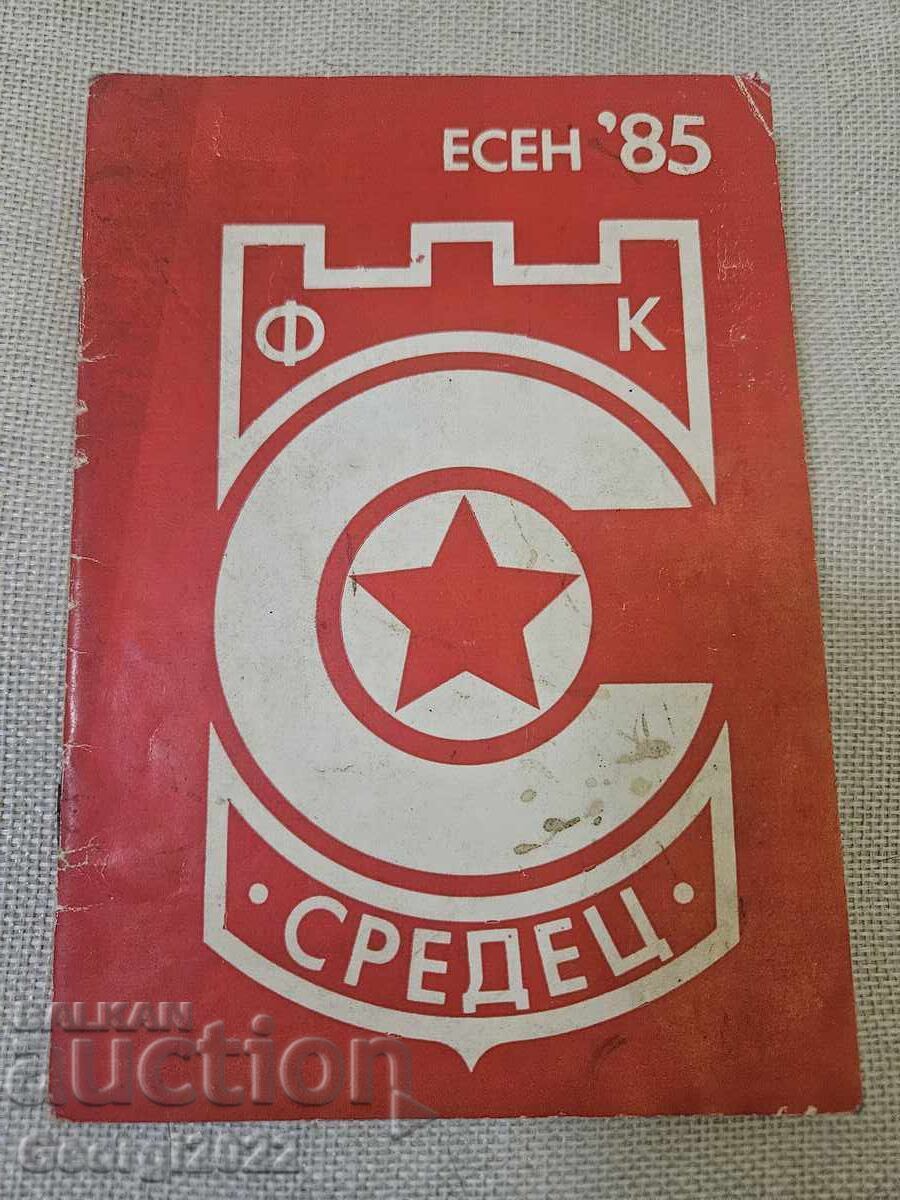 ЕСЕН '85
Ф К
С
СРЕДЕЦ
BALKAN
auction
Georgi2022